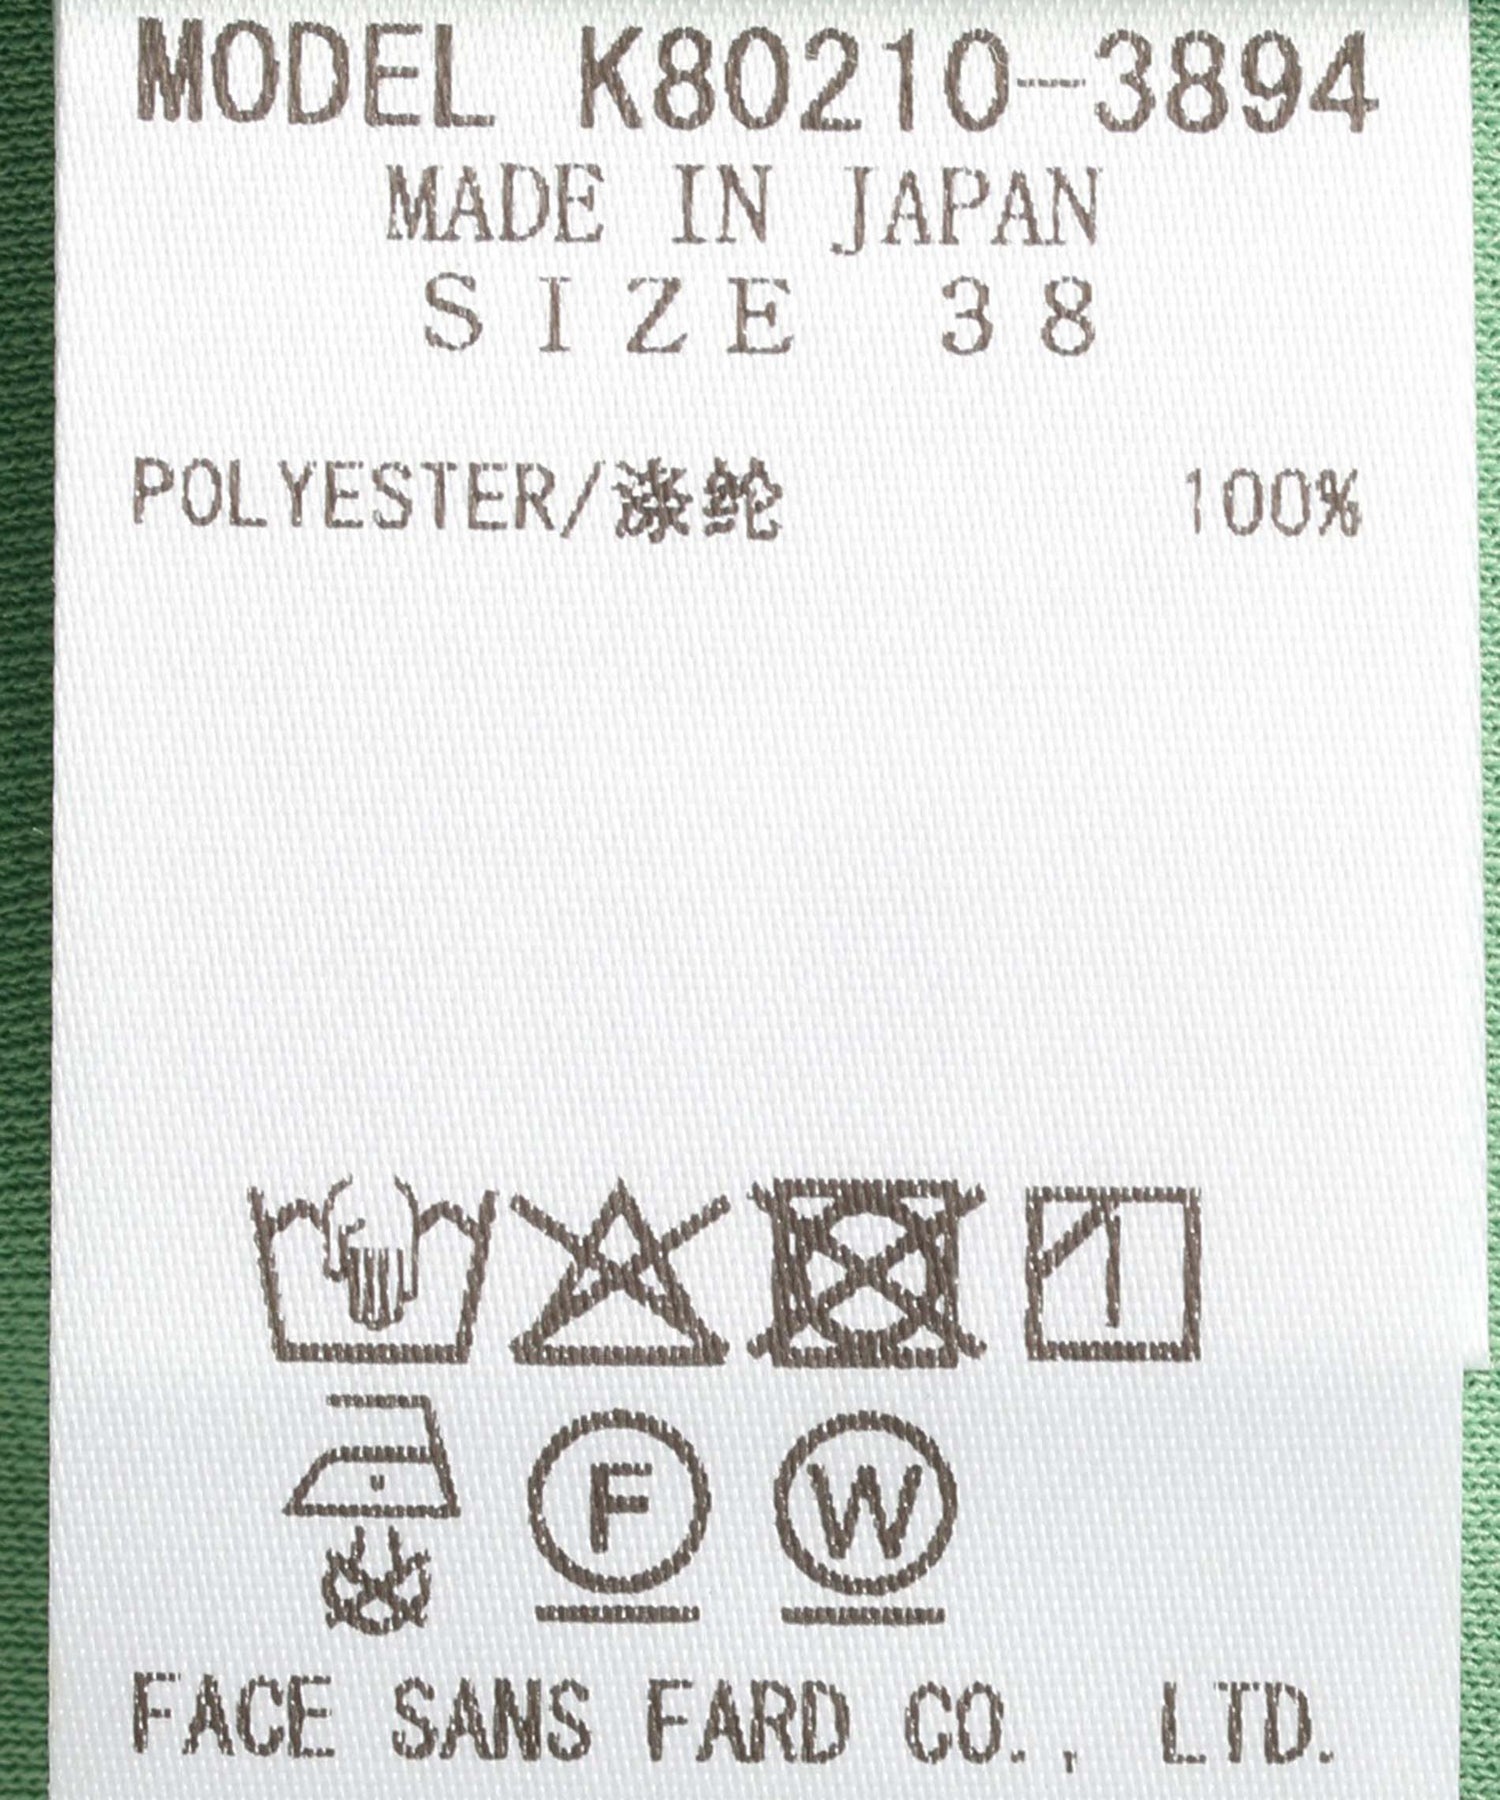 MODEL K80210-3894
MADE IN JAPAN
SIZE 38
POLYESTER/涤纶 100%
F W
FACE SANS FARD CO., LTD.